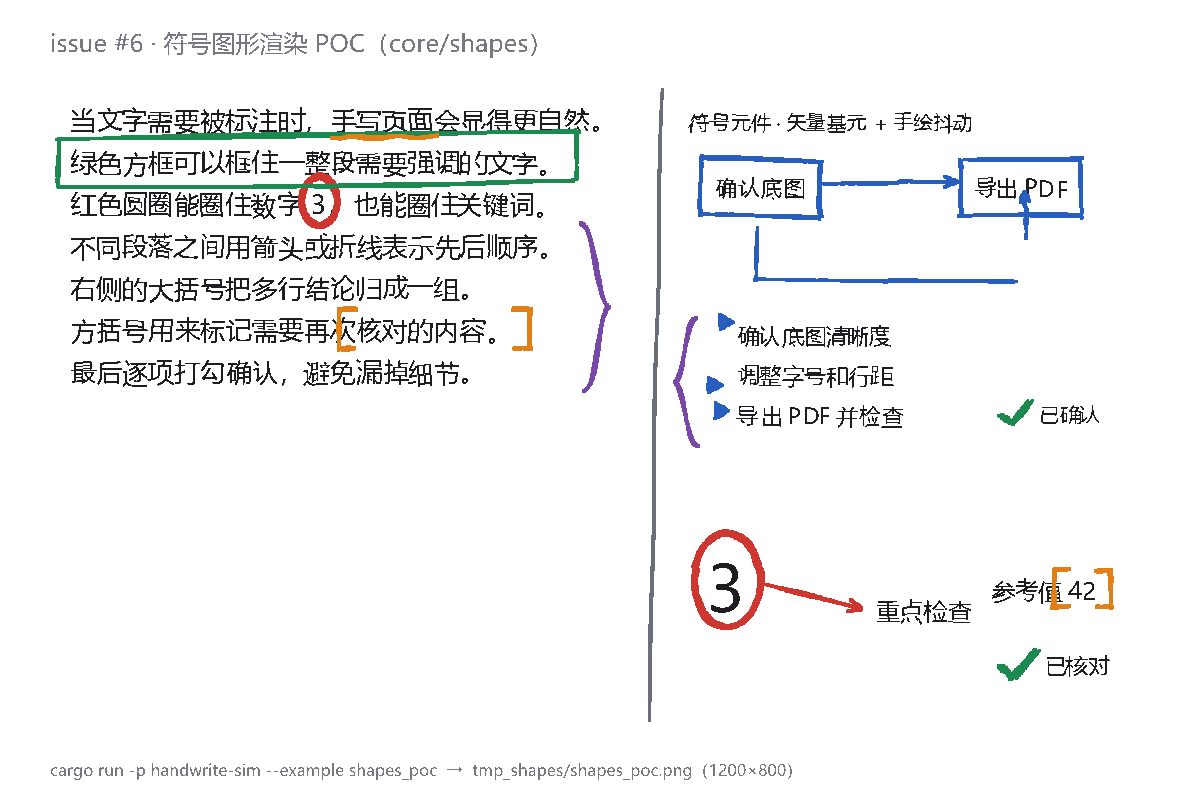 issue #6 · 符号图形渲染 POC（core/shapes）
当文字需要被标注时，手写页面会显得更自然。
绿色方框可以框住一整段需要强调的文字。
红色圆圈能圈住数字 3 也能圈住关键词。
不同段落之间用箭头或折线表示先后顺序。
右侧的大括号把多行结论归成一组。
方括号用来标记需要再次[核对的内容。]
最后逐项打勾确认，避免漏掉细节。
符号元件 · 矢量基元 + 手绘抖动
确认底图
导出 PDF
确认底图清晰度
调整字号和行距
导出 PDF 并检查
已确认
3
重点检查
参考值[42]
已核对
cargo run -p handwrite-sim --example shapes_poc → tmp_shapes/shapes_poc.png（1200×800）